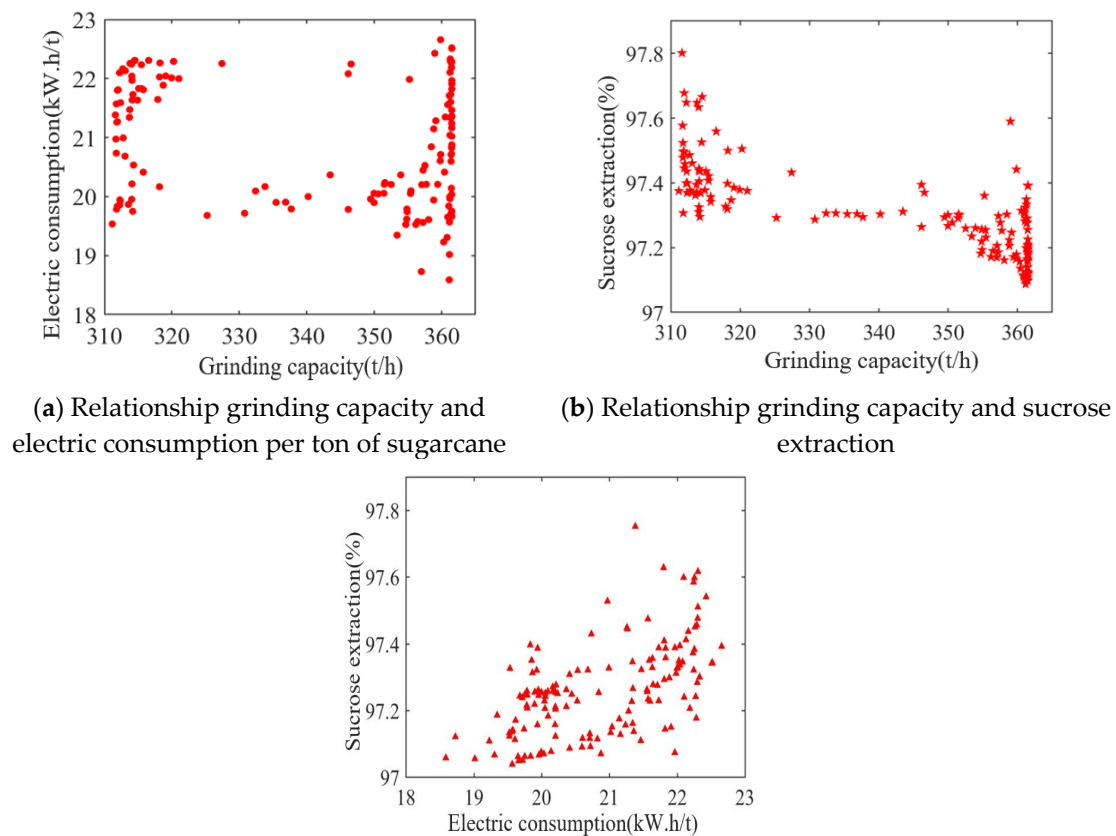 23
22
21
20
19
18
Electric consumption(kW.h/t)
310 320 330 340 350 360
Grinding capacity(t/h)
97.8
97.6
97.4
97.2
97
Sucrose extraction(%)
310 320 330 340 350 360
Grinding capacity(t/h)
(a) Relationship grinding capacity and
electric consumption per ton of sugarcane
(b) Relationship grinding capacity and sucrose
extraction
97.8
97.6
97.4
97.2
97
Sucrose extraction(%)
18 19 20 21 22 23
Electric consumption(kW.h/t)